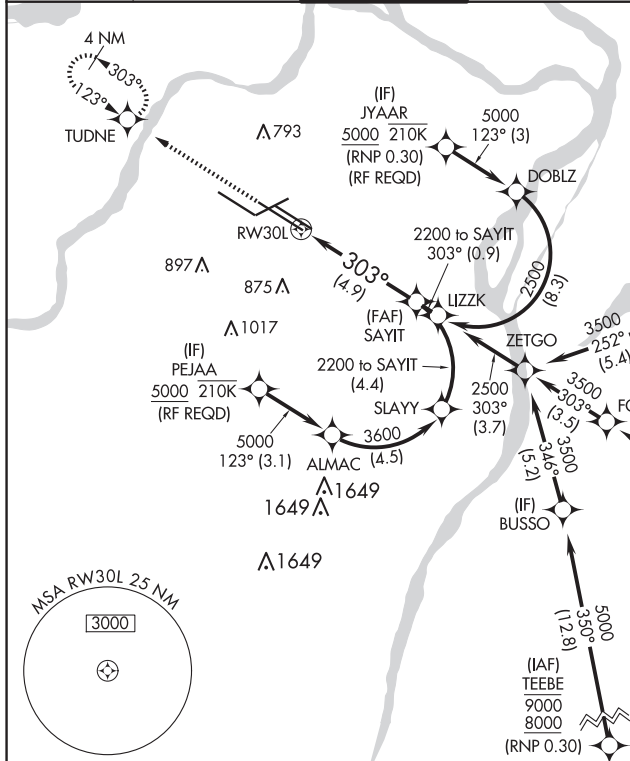 4 NM
303°
123°
TUDNE
793
(IF)
JYAAR
5000 210K
(RNP 0.30)
(RF REQD)
5000
123° (3)
DOBLZ
RW30L
2200 to SAYIT
303° (0.9)
303°
(4.9)
2500
(8.3)
897
875
1017
(FAF)
SAYIT
LIZZK
ZETGO
3500
252°
(5.4)
(IF)
PEJAA
5000 210K
(RF REQD)
2200 to SAYIT
(4.4)
2500
303°
(3.7)
3500
303°
(3.5)
FO
SLAYY
5000
123° (3.1)
3600
(4.5)
ALMAC
3500
346°
(5.2)
1649
1649
(IF)
BUSSO
1649
MSA RW30L 25 NM
3000
5000
350°
(12.8)
(IAF)
TEEBE
9000
8000
(RNP 0.30)